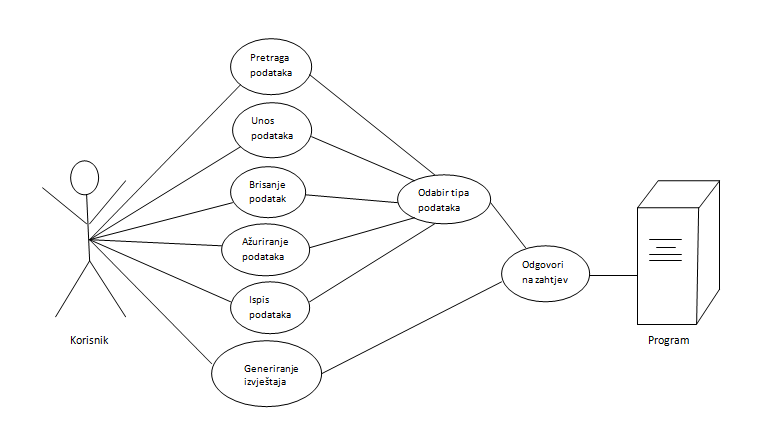 Pretraga
podataka
Unos
podataka
Brisanje
podatak
Ažuriranje
podataka
Ispis
podataka
Generiranje
izvještaja
Odabir tipa
podataka
Odgovori
na zahtjev
Korisnik
Program